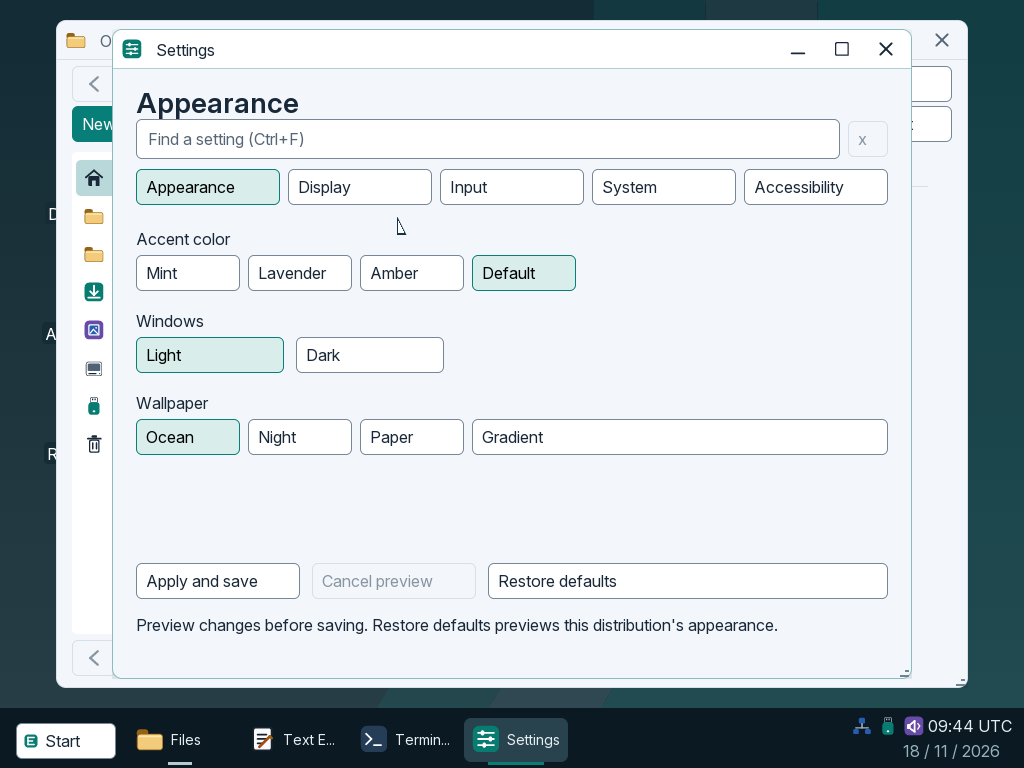 Settings
Appearance
Find a setting (Ctrl+F)
x
Appearance
Display
Input
System
Accessibility
Accent color
Mint
Lavender
Amber
Default
Windows
Light
Dark
Wallpaper
Ocean
Night
Paper
Gradient
Apply and save
Cancel preview
Restore defaults
Preview changes before saving. Restore defaults previews this distribution's appearance.
New
Start
Files
Text E...
Termin...
Settings
09:44 UTC
18 / 11 / 2026